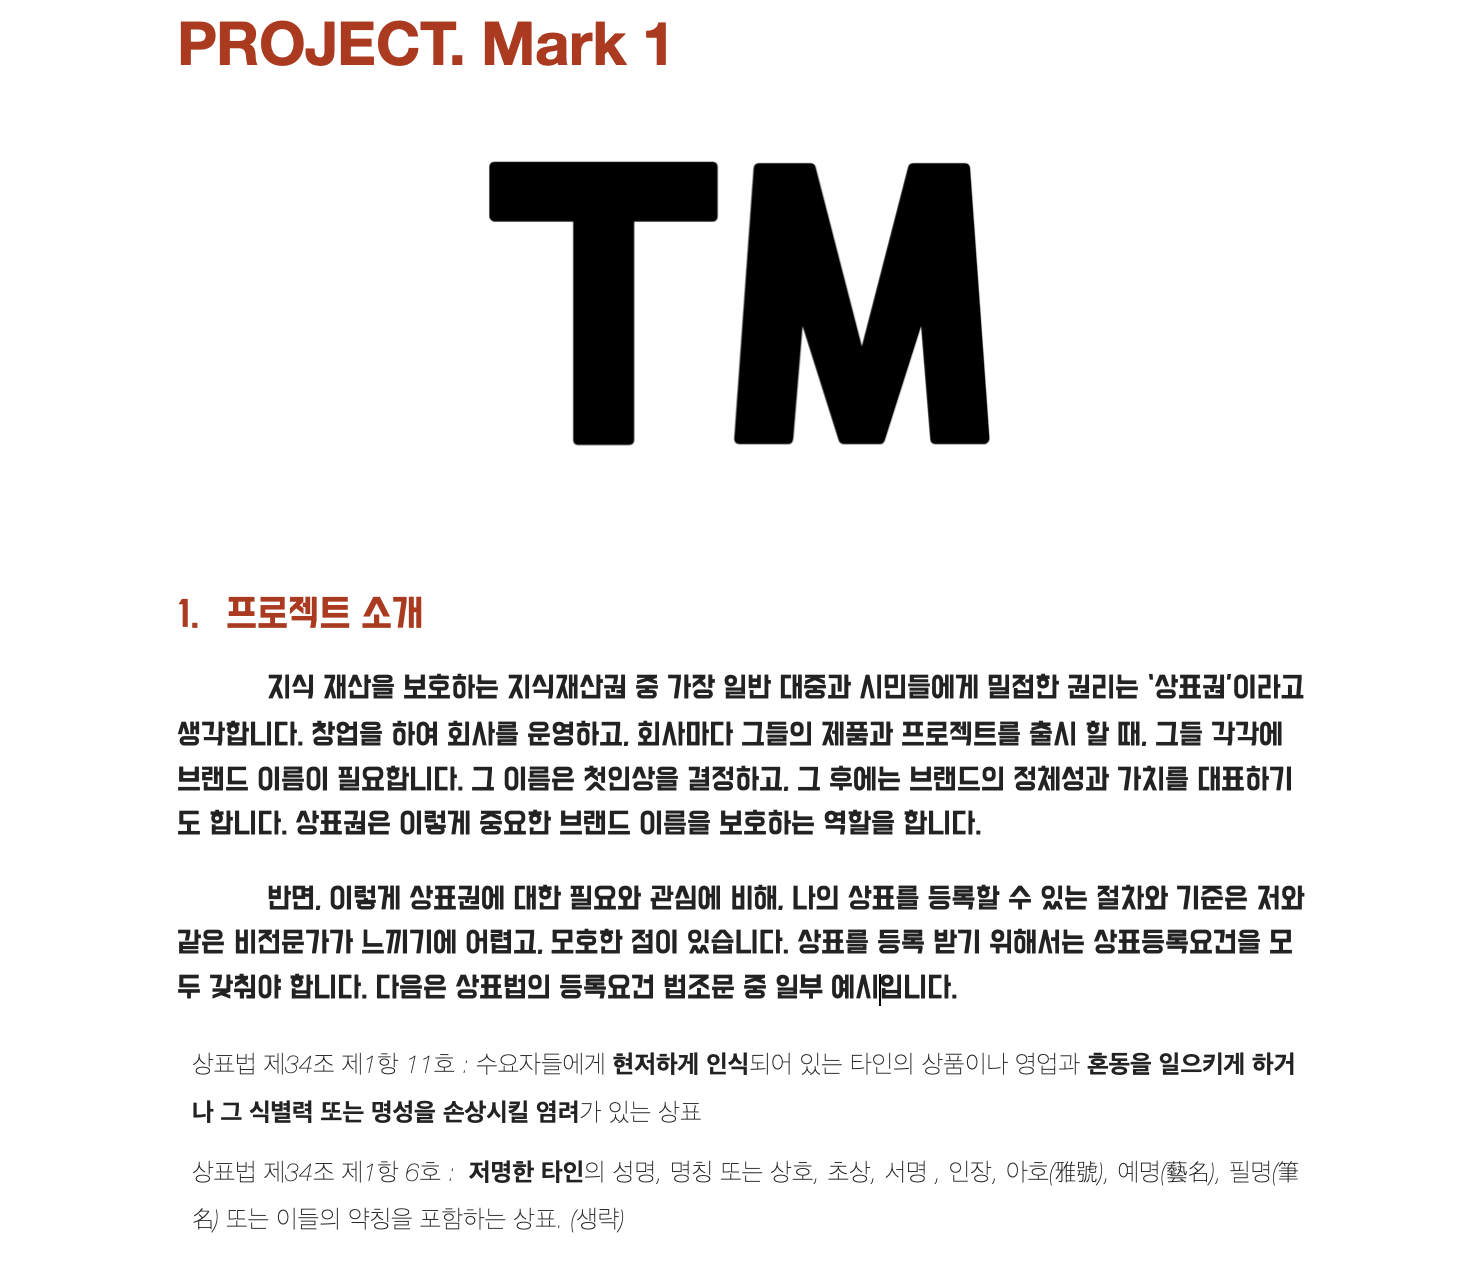 PROJECT. Mark 1
TM
1. 프로젝트 소개
지식 재산을 보호하는 지식재산권 중 가장 일반 대중과 시민들에게 밀접한 권리는 '상표권'이라고
생각합니다. 창업을 하여 회사를 운영하고, 회사마다 그들의 제품과 프로젝트를 출시 할 때, 그들 각각에
브랜드 이름이 필요합니다. 그 이름은 첫인상을 결정하고, 그 후에는 브랜드의 정체성과 가치를 대표하기
도 합니다. 상표권은 이렇게 중요한 브랜드 이름을 보호하는 역할을 합니다.
반면, 이렇게 상표권에 대한 필요와 관심에 비해, 나의 상표를 등록할 수 있는 절차와 기준은 저와
같은 비전문가가 느끼기에 어렵고, 모호한 점이 있습니다. 상표를 등록 받기 위해서는 상표등록요건을 모
두 갖춰야 합니다. 다음은 상표법의 등록요건 법조문 중 일부 예시입니다.
상표법 제34조 제1항 11호 : 수요자들에게 현저하게 인식되어 있는 타인의 상품이나 영업과 혼동을 일으키게 하거
나 그 식별력 또는 명성을 손상시킬 염려가 있는 상표
상표법 제34조 제1항 6호 : 저명한 타인의 성명, 명칭 또는 상호, 초상, 서명 , 인장, 아호(雅號), 예명(藝名), 필명(筆
名) 또는 이들의 약칭을 포함하는 상표. (생략)